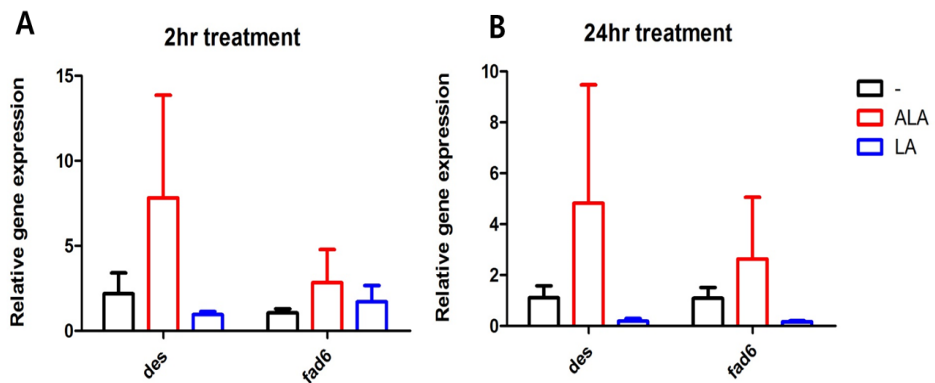 A
2hr treatment
Relative gene expression
15
10
5
0
des
fad6
B
24hr treatment
Relative gene expression
10
8
6
4
2
0
des
fad6
-
ALA
LA